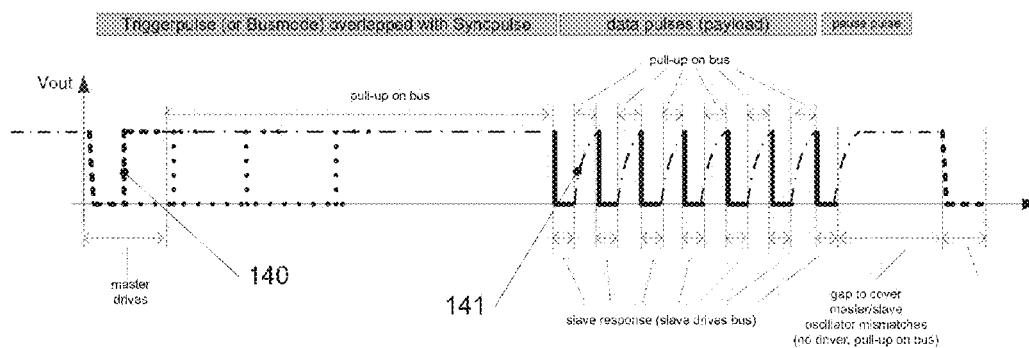 Triggerpulse (or Busmode) overlapped with Syncpulse
data pulses (payload)
pause pulse
pull-up on bus
Vout
pull-up on bus
140
141
master
drives
slave response (slave drives bus)
gap to cover
master/slave
oscillator mismatches
(no driver, pull-up on bus)